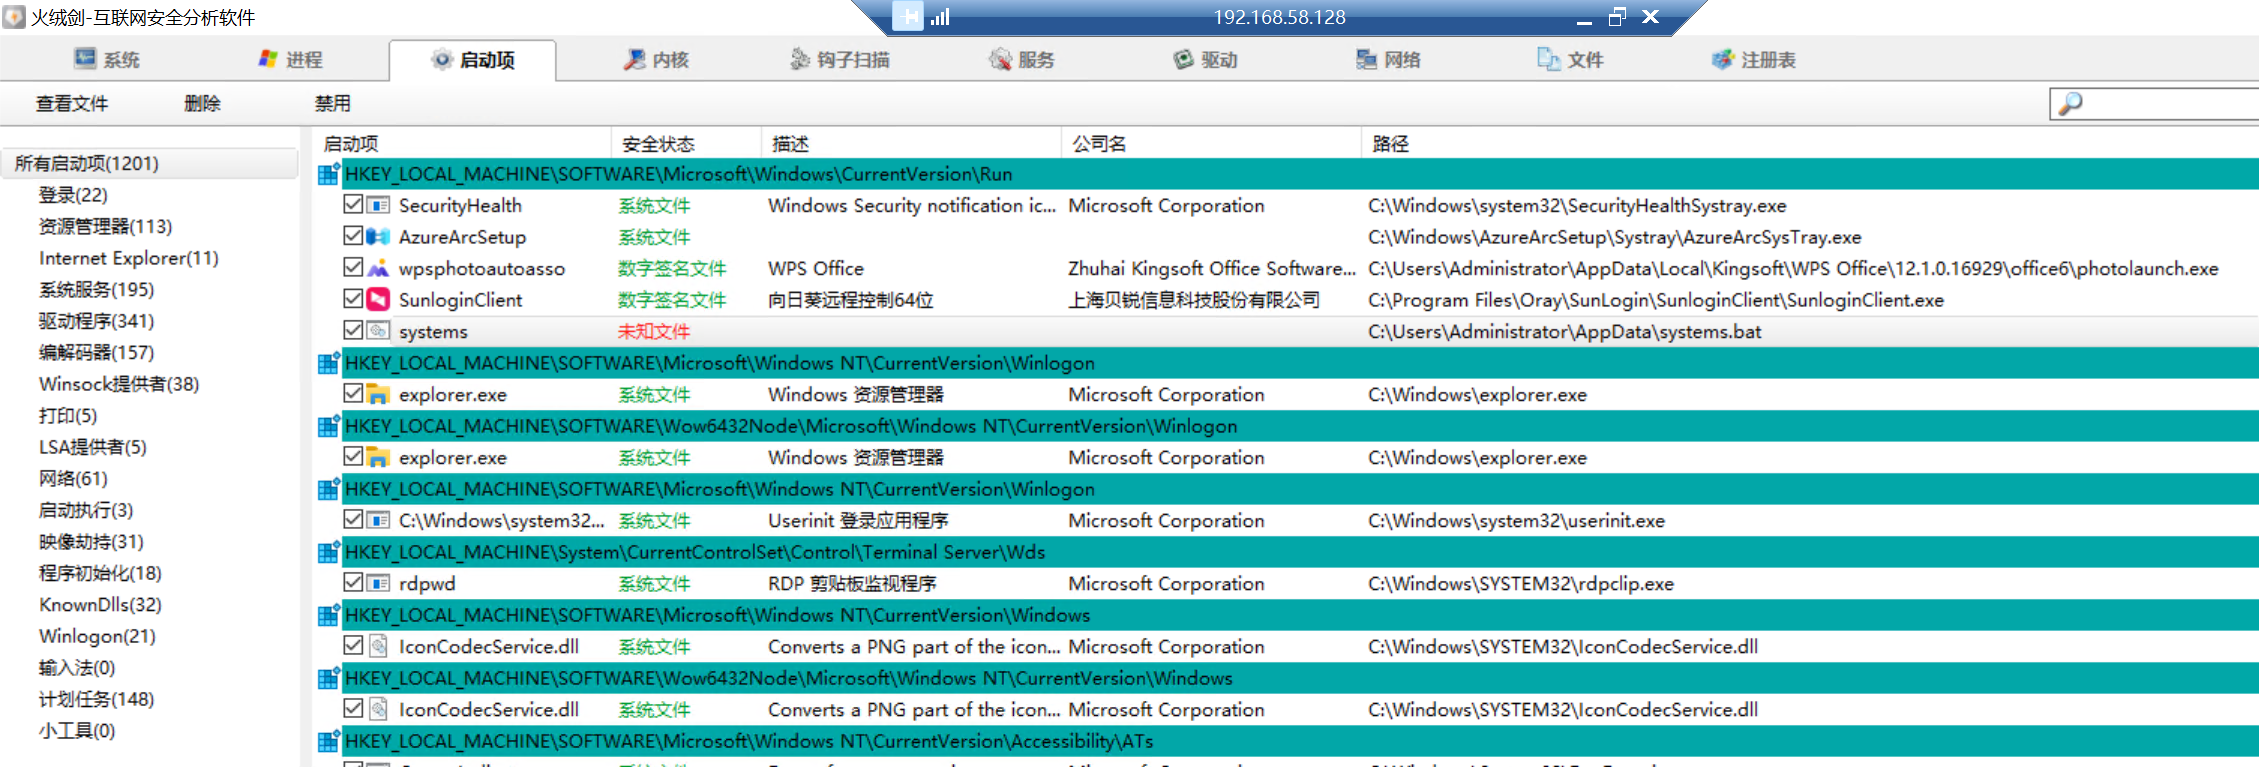 火绒剑-互联网安全分析软件
192.168.58.128
系统 进程 启动项 内核 钩子扫描 服务 驱动 网络 文件 注册表
查看文件 删除 禁用
启动项 安全状态 描述 公司名 路径
所有启动项(1201)
登录(22)
资源管理器(113)
Internet Explorer(11)
系统服务(195)
驱动程序(341)
编解码器(157)
Winsock提供者(38)
打印(5)
LSA提供者(5)
网络(61)
启动执行(3)
映像劫持(31)
程序初始化(18)
KnownDlls(32)
Winlogon(21)
输入法(0)
计划任务(148)
小工具(0)
HKEY_LOCAL_MACHINE\SOFTWARE\Microsoft\Windows\CurrentVersion\Run
SecurityHealth 系统文件 Windows Security notification ic... Microsoft Corporation C:\Windows\system32\SecurityHealthSystray.exe
AzureArcSetup 系统文件 C:\Windows\AzureArcSetup\Systray\AzureArcSysTray.exe
wpsphotoautoasso 数字签名文件 WPS Office Zhuhai Kingsoft Office Software... C:\Users\Administrator\AppData\Local\Kingsoft\WPS Office\12.1.0.16929\office6\photolaunch.exe
SunloginClient 数字签名文件 向日葵远程控制64位 上海贝锐信息科技股份有限公司 C:\Program Files\Oray\SunLogin\SunloginClient\SunloginClient.exe
systems 未知文件 C:\Users\Administrator\AppData\systems.bat
HKEY_LOCAL_MACHINE\SOFTWARE\Microsoft\Windows NT\CurrentVersion\Winlogon
explorer.exe 系统文件 Windows 资源管理器 Microsoft Corporation C:\Windows\explorer.exe
HKEY_LOCAL_MACHINE\SOFTWARE\Wow6432Node\Microsoft\Windows NT\CurrentVersion\Winlogon
explorer.exe 系统文件 Windows 资源管理器 Microsoft Corporation C:\Windows\explorer.exe
HKEY_LOCAL_MACHINE\SOFTWARE\Microsoft\Windows NT\CurrentVersion\Winlogon
C:\Windows\system32... 系统文件 Userinit 登录应用程序 Microsoft Corporation C:\Windows\system32\userinit.exe
HKEY_LOCAL_MACHINE\System\CurrentControlSet\Control\Terminal Server\Wds
rdpwd 系统文件 RDP 剪贴板监视程序 Microsoft Corporation C:\Windows\SYSTEM32\rdpclip.exe
HKEY_LOCAL_MACHINE\SOFTWARE\Microsoft\Windows NT\CurrentVersion\Windows
IconCodecService.dll 系统文件 Converts a PNG part of the icon... Microsoft Corporation C:\Windows\SYSTEM32\IconCodecService.dll
HKEY_LOCAL_MACHINE\SOFTWARE\Wow6432Node\Microsoft\Windows NT\CurrentVersion\Windows
IconCodecService.dll 系统文件 Converts a PNG part of the icon... Microsoft Corporation C:\Windows\SYSTEM32\IconCodecService.dll
HKEY_LOCAL_MACHINE\SOFTWARE\Microsoft\Windows NT\CurrentVersion\Accessibility\ATs